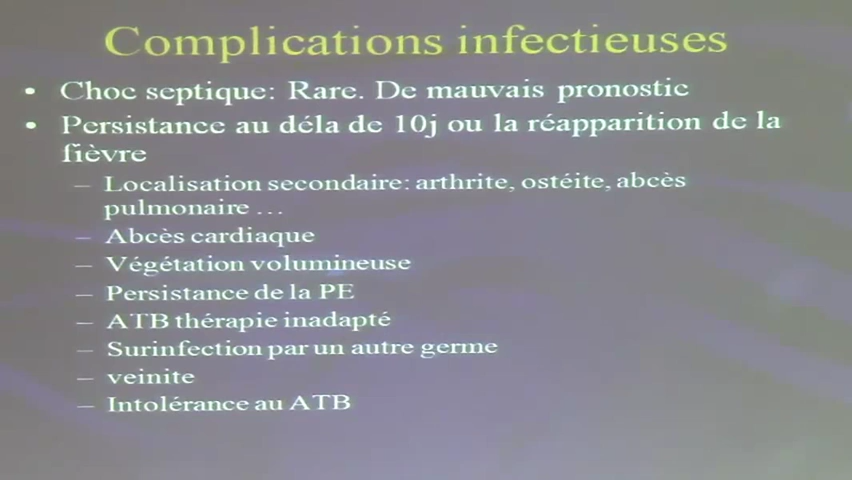 Complications infectieuses
• Choc septique: Rare. De mauvais pronostic
• Persistance au déla de 10j ou la réapparition de la
fièvre
– Localisation secondaire: arthrite, ostéite, abcès
pulmonaire …
– Abcès cardiaque
– Végétation volumineuse
– Persistance de la PE
– ATB thérapie inadapté
– Surinfection par un autre germe
– veinite
– Intolérance au ATB